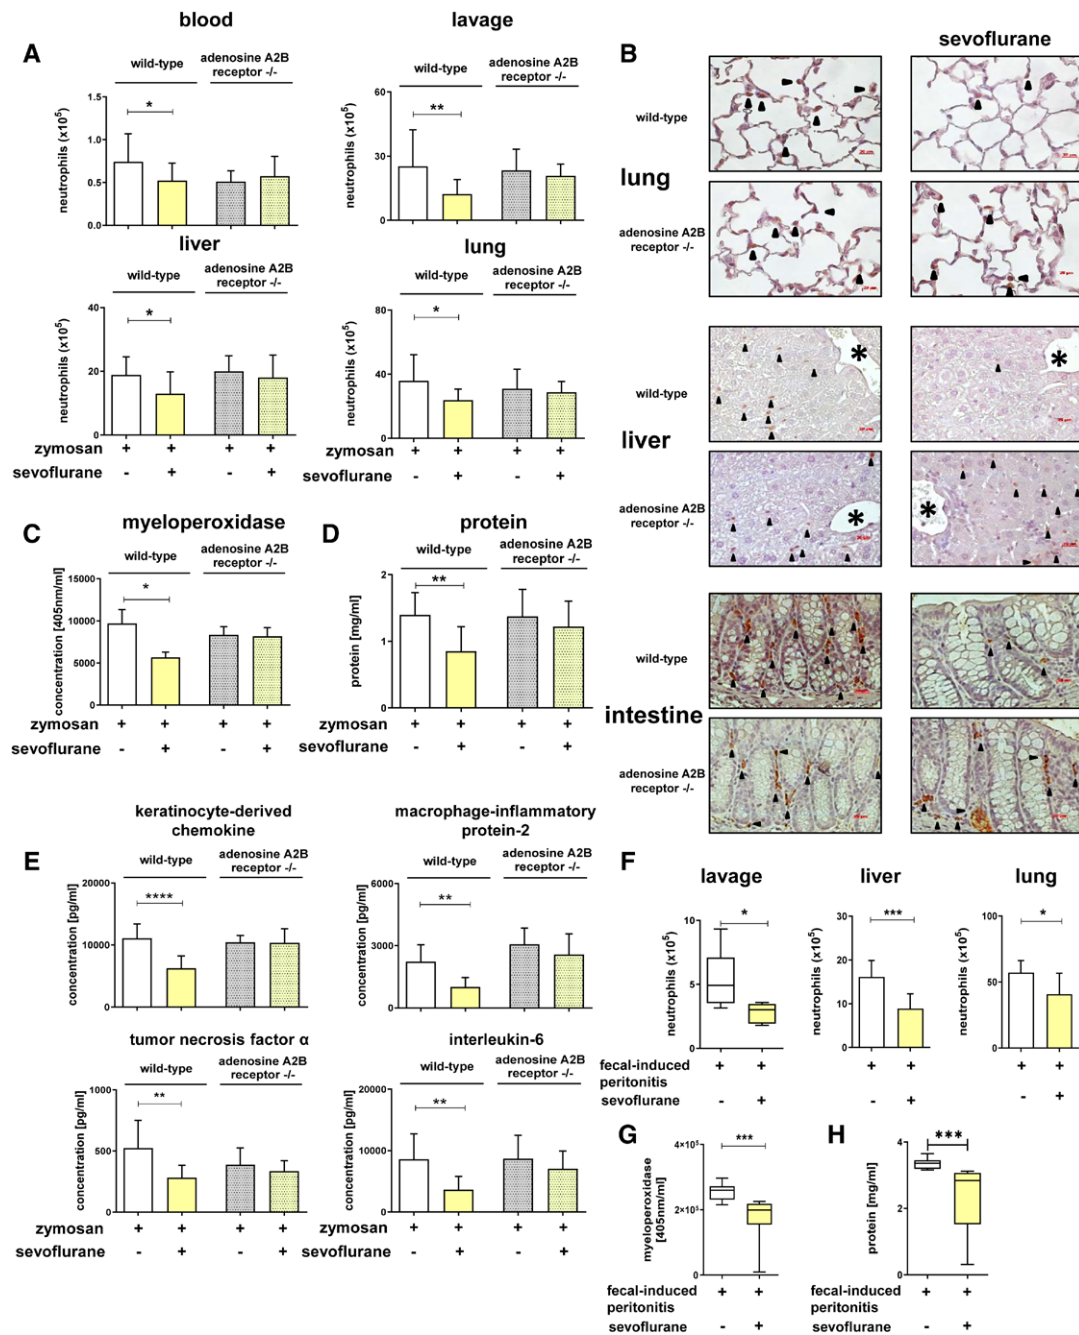 blood
lavage
A
wild-type
adenosine A2B
receptor -/-
wild-type
adenosine A2B
receptor -/-
neutrophils (x10⁵)
1.5
1.0
0.5
0.0
*
neutrophils (x10⁵)
60
30
0
**
liver
lung
wild-type
adenosine A2B
receptor -/-
wild-type
adenosine A2B
receptor -/-
neutrophils (x10⁵)
40
20
0
*
neutrophils (x10⁵)
80
40
0
*
zymosan + + + + + + + +
sevoflurane - + - + - + - +
B
sevoflurane
wild-type
lung
adenosine A2B
receptor -/-
wild-type
*
*
liver
adenosine A2B
receptor -/-
*
*
wild-type
intestine
adenosine A2B
receptor -/-
C
myeloperoxidase
wild-type
adenosine A2B
receptor -/-
concentration [405nm/ml]
15000
10000
5000
0
*
D
protein
wild-type
adenosine A2B
receptor -/-
protein [mg/ml]
2
1
0
**
zymosan + + + + + + + +
sevoflurane - + - + - + - +
E
keratinocyte-derived
chemokine
wild-type
adenosine A2B
receptor -/-
concentration [pg/ml]
20000
10000
0
****
macrophage-inflammatory
protein-2
wild-type
adenosine A2B
receptor -/-
concentration [pg/ml]
6000
3000
0
**
tumor necrosis factor α
wild-type
adenosine A2B
receptor -/-
concentration [pg/ml]
1000
500
0
**
interleukin-6
wild-type
adenosine A2B
receptor -/-
concentration [pg/ml]
20000
10000
0
**
zymosan + + + + + + + +
sevoflurane - + - + - + - +
F
lavage
liver
lung
neutrophils (x10⁵)
10
5
0
*
neutrophils (x10⁵)
30
20
10
0
***
neutrophils (x10⁵)
100
50
0
*
fecal-induced
peritonitis + + + + + +
sevoflurane - + - + - +
G
myeloperoxidase
[405nm/ml]
4×10⁵
2×10⁵
0
***
H
protein [mg/ml]
4
2
0
***
fecal-induced
peritonitis + +
sevoflurane - +
fecal-induced
peritonitis + +
sevoflurane - +